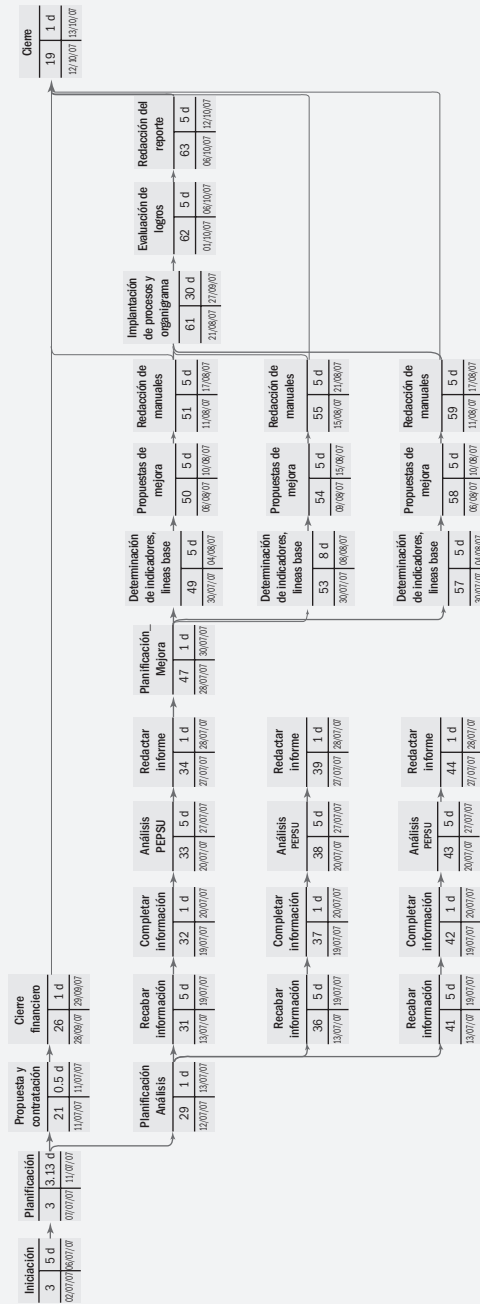 Iniciación
3 5 d
02/07/07 06/07/07
Planificación
3 3.13 d
07/07/07 11/07/07
Propuesta y
contratación
21 0.5 d
11/07/07 11/07/07
Cierre
financiero
26 1 d
28/09/07 29/09/07
Cierre
19 1 d
12/10/07 13/10/07
Planificación
Análisis
29 1 d
12/07/07 13/07/07
Recabar
información
31 5 d
13/07/07 19/07/07
Completar
información
32 1 d
19/07/07 20/07/07
Análisis
PEPSU
33 5 d
20/07/07 27/07/07
Redactar
informe
34 1 d
27/07/07 28/07/07
Planificación_
Mejora
47 1 d
28/07/07 30/07/07
Determinación
de indicadores,
lineas base
49 5 d
30/07/07 04/08/07
Propuestas de
mejora
50 5 d
06/08/07 10/08/07
Redacción de
manuales
51 5 d
11/08/07 17/08/07
Implantación
de procesos y
organigrama
61 30 d
21/08/07 27/09/07
Evaluación de
logros
62 5 d
01/10/07 06/10/07
Redacción del
reporte
63 5 d
06/10/07 12/10/07
Recabar
información
36 5 d
13/07/07 19/07/07
Completar
información
37 1 d
19/07/07 20/07/07
Análisis
PEPSU
38 5 d
20/07/07 27/07/07
Redactar
informe
39 1 d
27/07/07 28/07/07
Determinación
de indicadores,
lineas base
53 8 d
30/07/07 08/08/07
Propuestas de
mejora
54 5 d
09/08/07 15/08/07
Redacción de
manuales
55 5 d
15/08/07 21/08/07
Recabar
información
41 5 d
13/07/07 19/07/07
Completar
información
42 1 d
19/07/07 20/07/07
Análisis
PEPSU
43 5 d
20/07/07 27/07/07
Redactar
informe
44 1 d
27/07/07 28/07/07
Determinación
de indicadores,
lineas base
57 5 d
30/07/07 04/08/07
Propuestas de
mejora
58 5 d
06/08/07 10/08/07
Redacción de
manuales
59 5 d
11/08/07 17/08/07